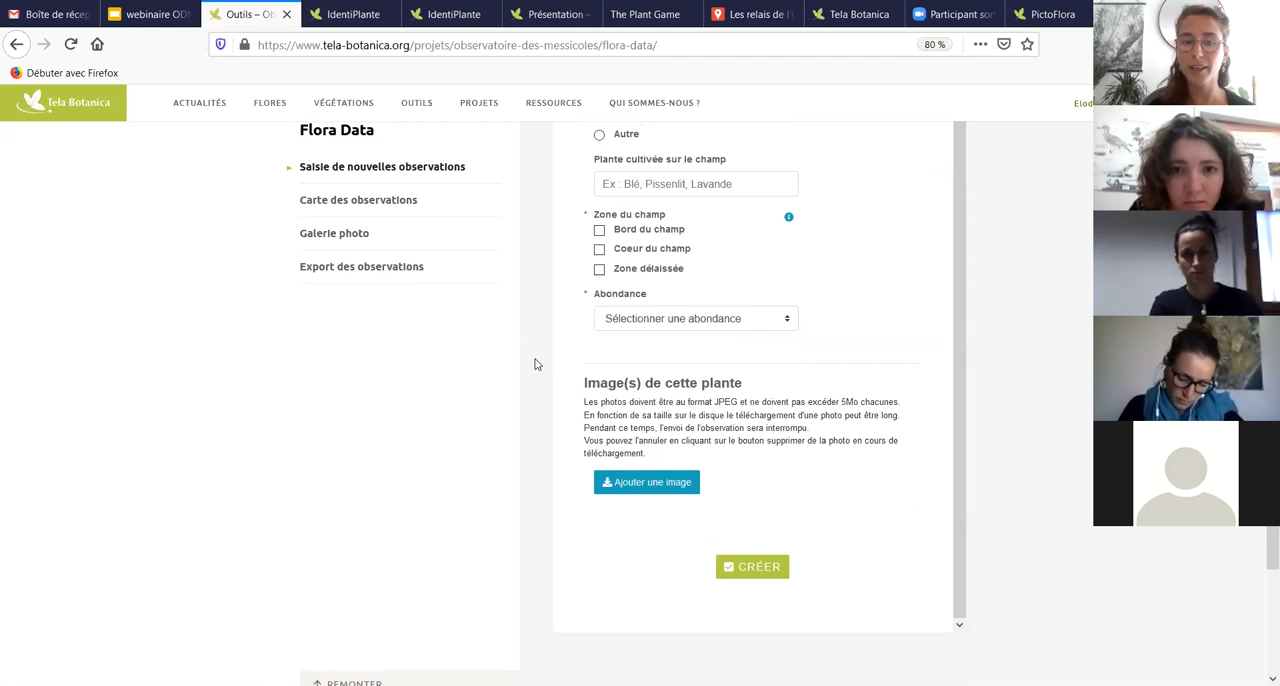 Boîte de récep
webinaire ODM
Outils – Ob
IdentiPlante
IdentiPlante
Présentation –
The Plant Game
Les relais de l'
Tela Botanica
Participant son
PictoFlora
https://www.tela-botanica.org/projets/observatoire-des-messicoles/flora-data/
80 %
Débuter avec Firefox
Tela Botanica
ACTUALITÉS
FLORES
VÉGÉTATIONS
OUTILS
PROJETS
RESSOURCES
QUI SOMMES-NOUS ?
Elod
Flora Data
Saisie de nouvelles observations
Carte des observations
Galerie photo
Export des observations
Autre
Plante cultivée sur le champ
Ex : Blé, Pissenlit, Lavande
* Zone du champ
Bord du champ
Coeur du champ
Zone délaissée
* Abondance
Sélectionner une abondance
Image(s) de cette plante
Les photos doivent être au format JPEG et ne doivent pas excéder 5Mo chacunes.
En fonction de sa taille sur le disque le téléchargement d'une photo peut être long.
Pendant ce temps, l'envoi de l'observation sera interrompu.
Vous pouvez l'annuler en cliquant sur le bouton supprimer de la photo en cours de
téléchargement.
Ajouter une image
CRÉER
REMONTER